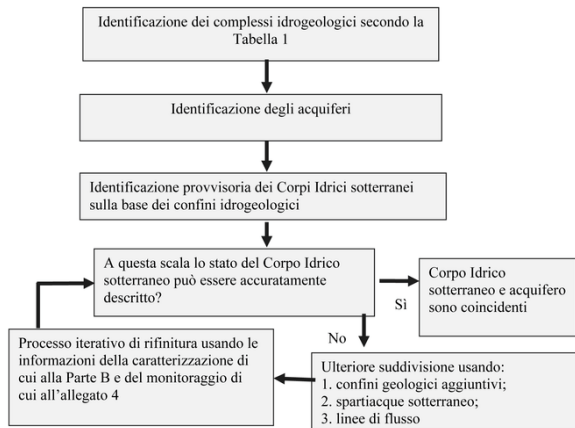 Identificazione dei complessi idrogeologici secondo la
Tabella 1
Identificazione degli acquiferi
Identificazione provvisoria dei Corpi Idrici sotterranei
sulla base dei confini idrogeologici
A questa scala lo stato del Corpo Idrico
sotterraneo può essere accuratamente
descritto?
Sì
Corpo Idrico
sotterraneo e acquifero
sono coincidenti
No
Ulteriore suddivisione usando:
1. confini geologici aggiuntivi;
2. spartiacque sotterraneo;
3. linee di flusso
Processo iterativo di rifinitura usando le
informazioni della caratterizzazione di
cui alla Parte B e del monitoraggio di
cui all’allegato 4